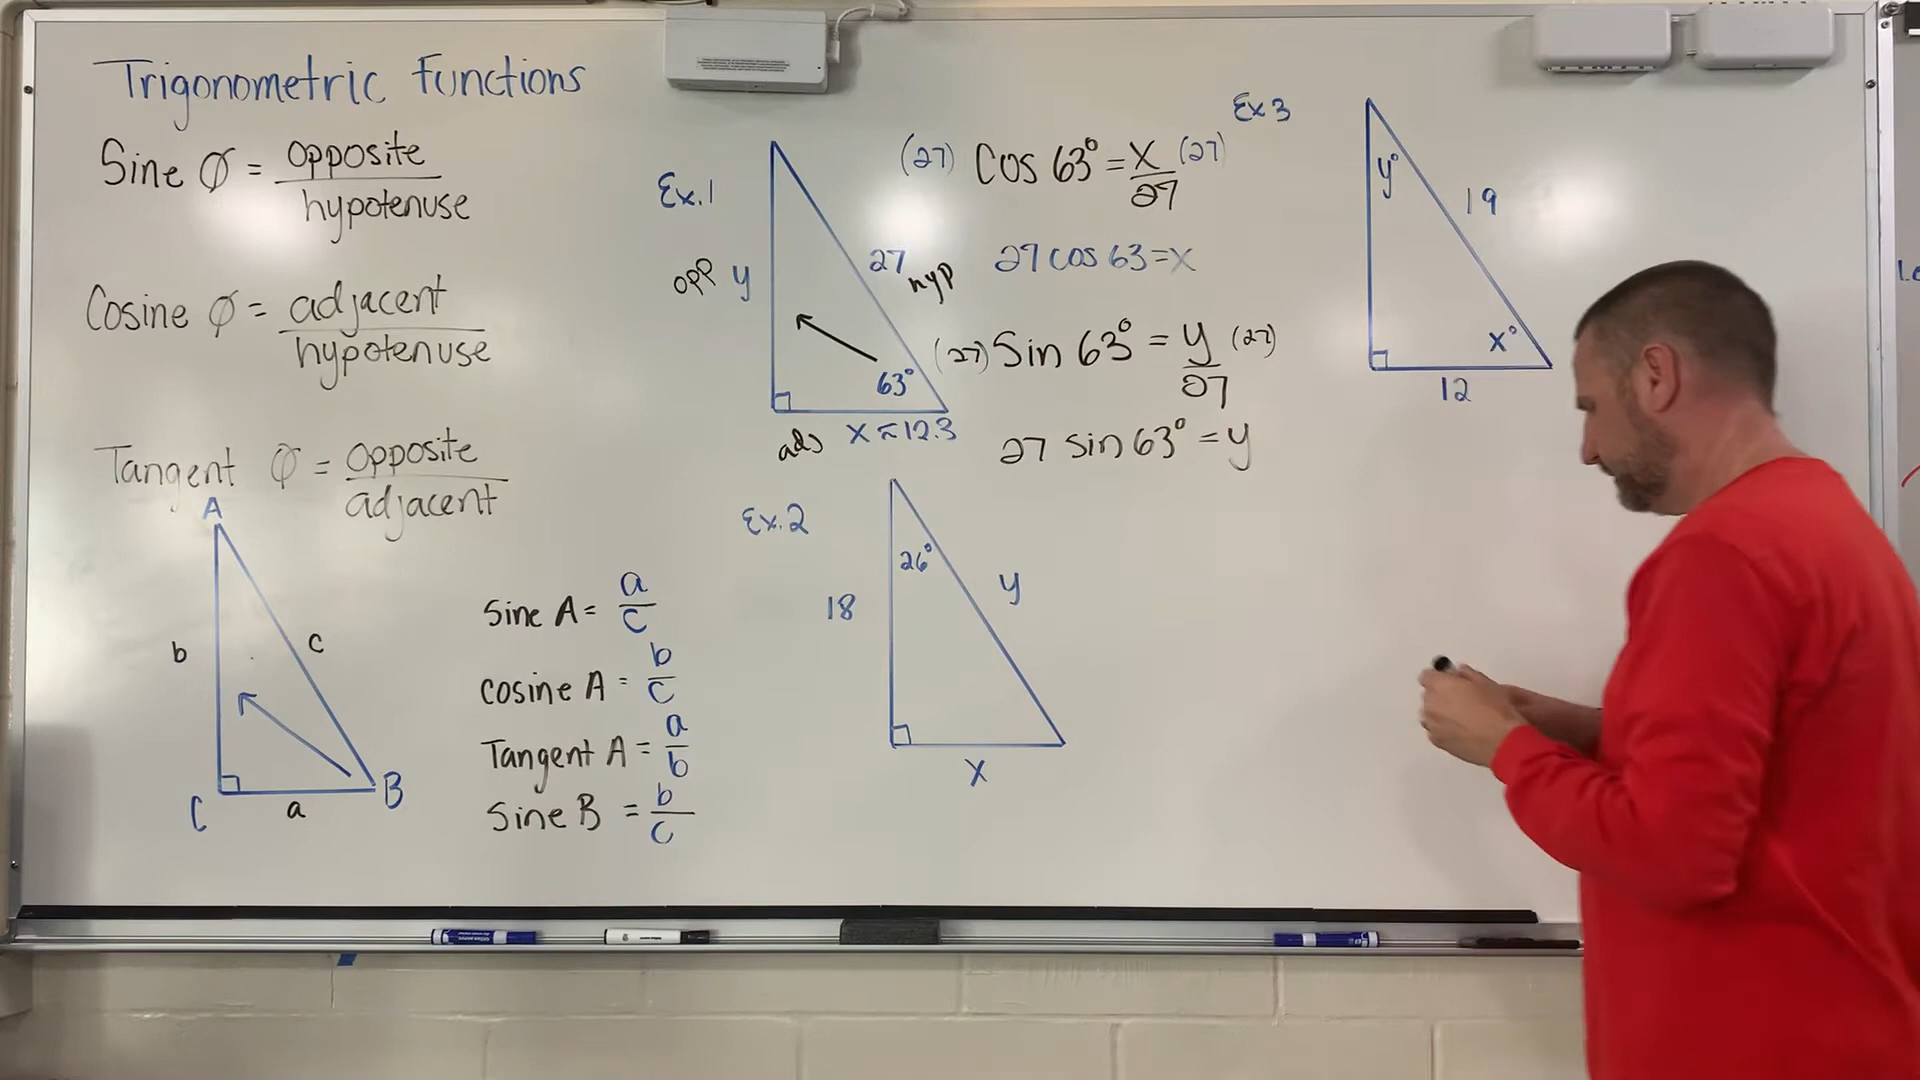 Trigonometric Functions
Sine Ø = opposite
hypotenuse
Cosine Ø = adjacent
hypotenuse
Tangent Ø = opposite
adjacent
A
b
c
C
a
B
Sine A = a
c
Cosine A = b
c
Tangent A = a
b
Sine B = b
c
Ex.1
opp y
27
hyp
63°
adj x ≈ 12.3
(27) Cos 63° = x (27)
27
27 cos 63 = x
(27) Sin 63° = y (27)
27
27 sin 63° = y
Ex.2
26°
18
y
x
Ex 3
y°
19
x°
12